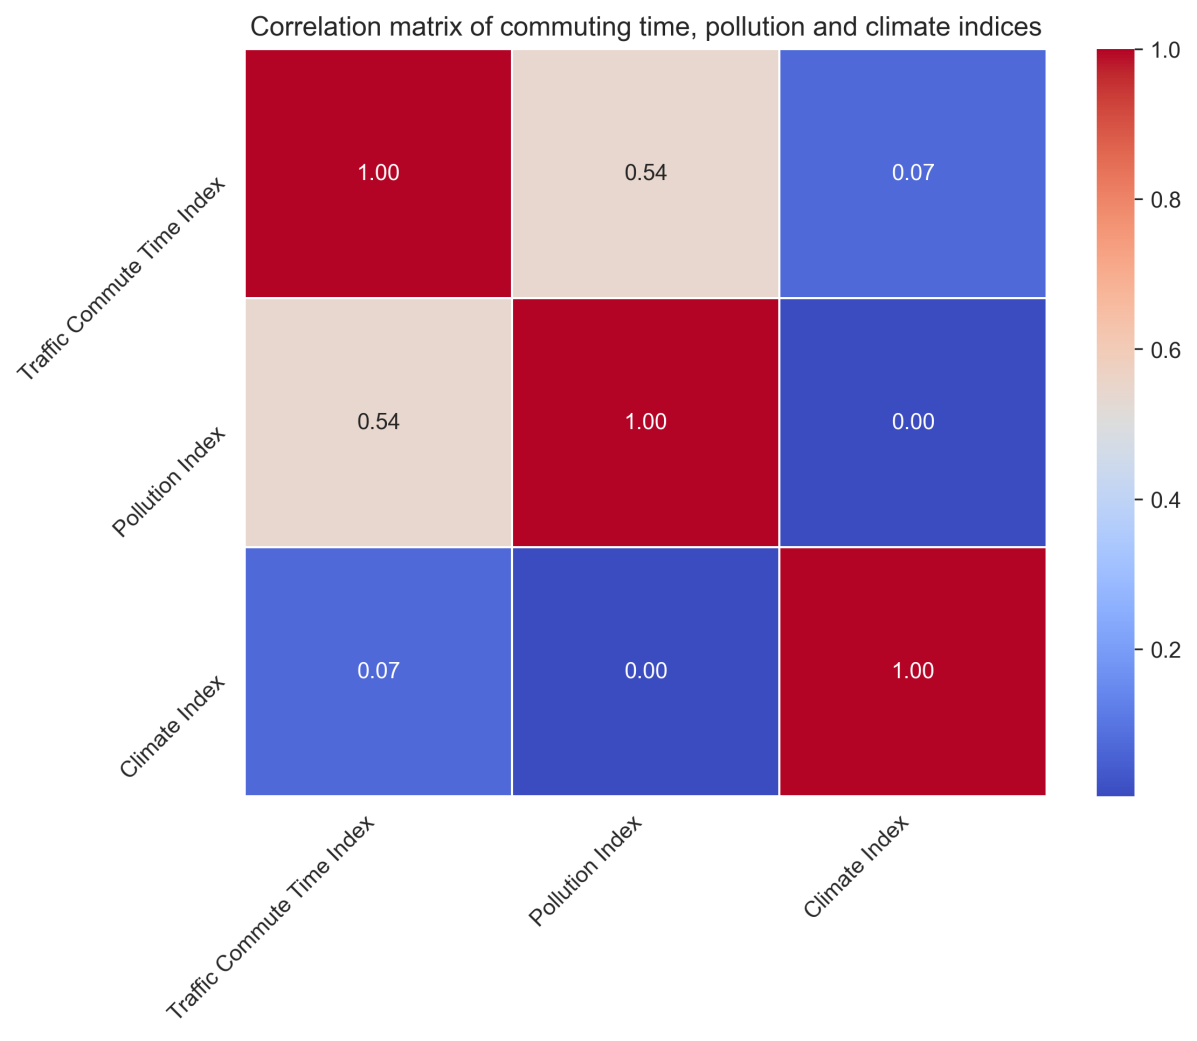 Correlation matrix of commuting time, pollution and climate indices
Traffic Commute Time Index
1.00
0.54
0.07
Pollution Index
0.54
1.00
0.00
Climate Index
0.07
0.00
1.00
Traffic Commute Time Index
Pollution Index
Climate Index
1.0
0.8
0.6
0.4
0.2